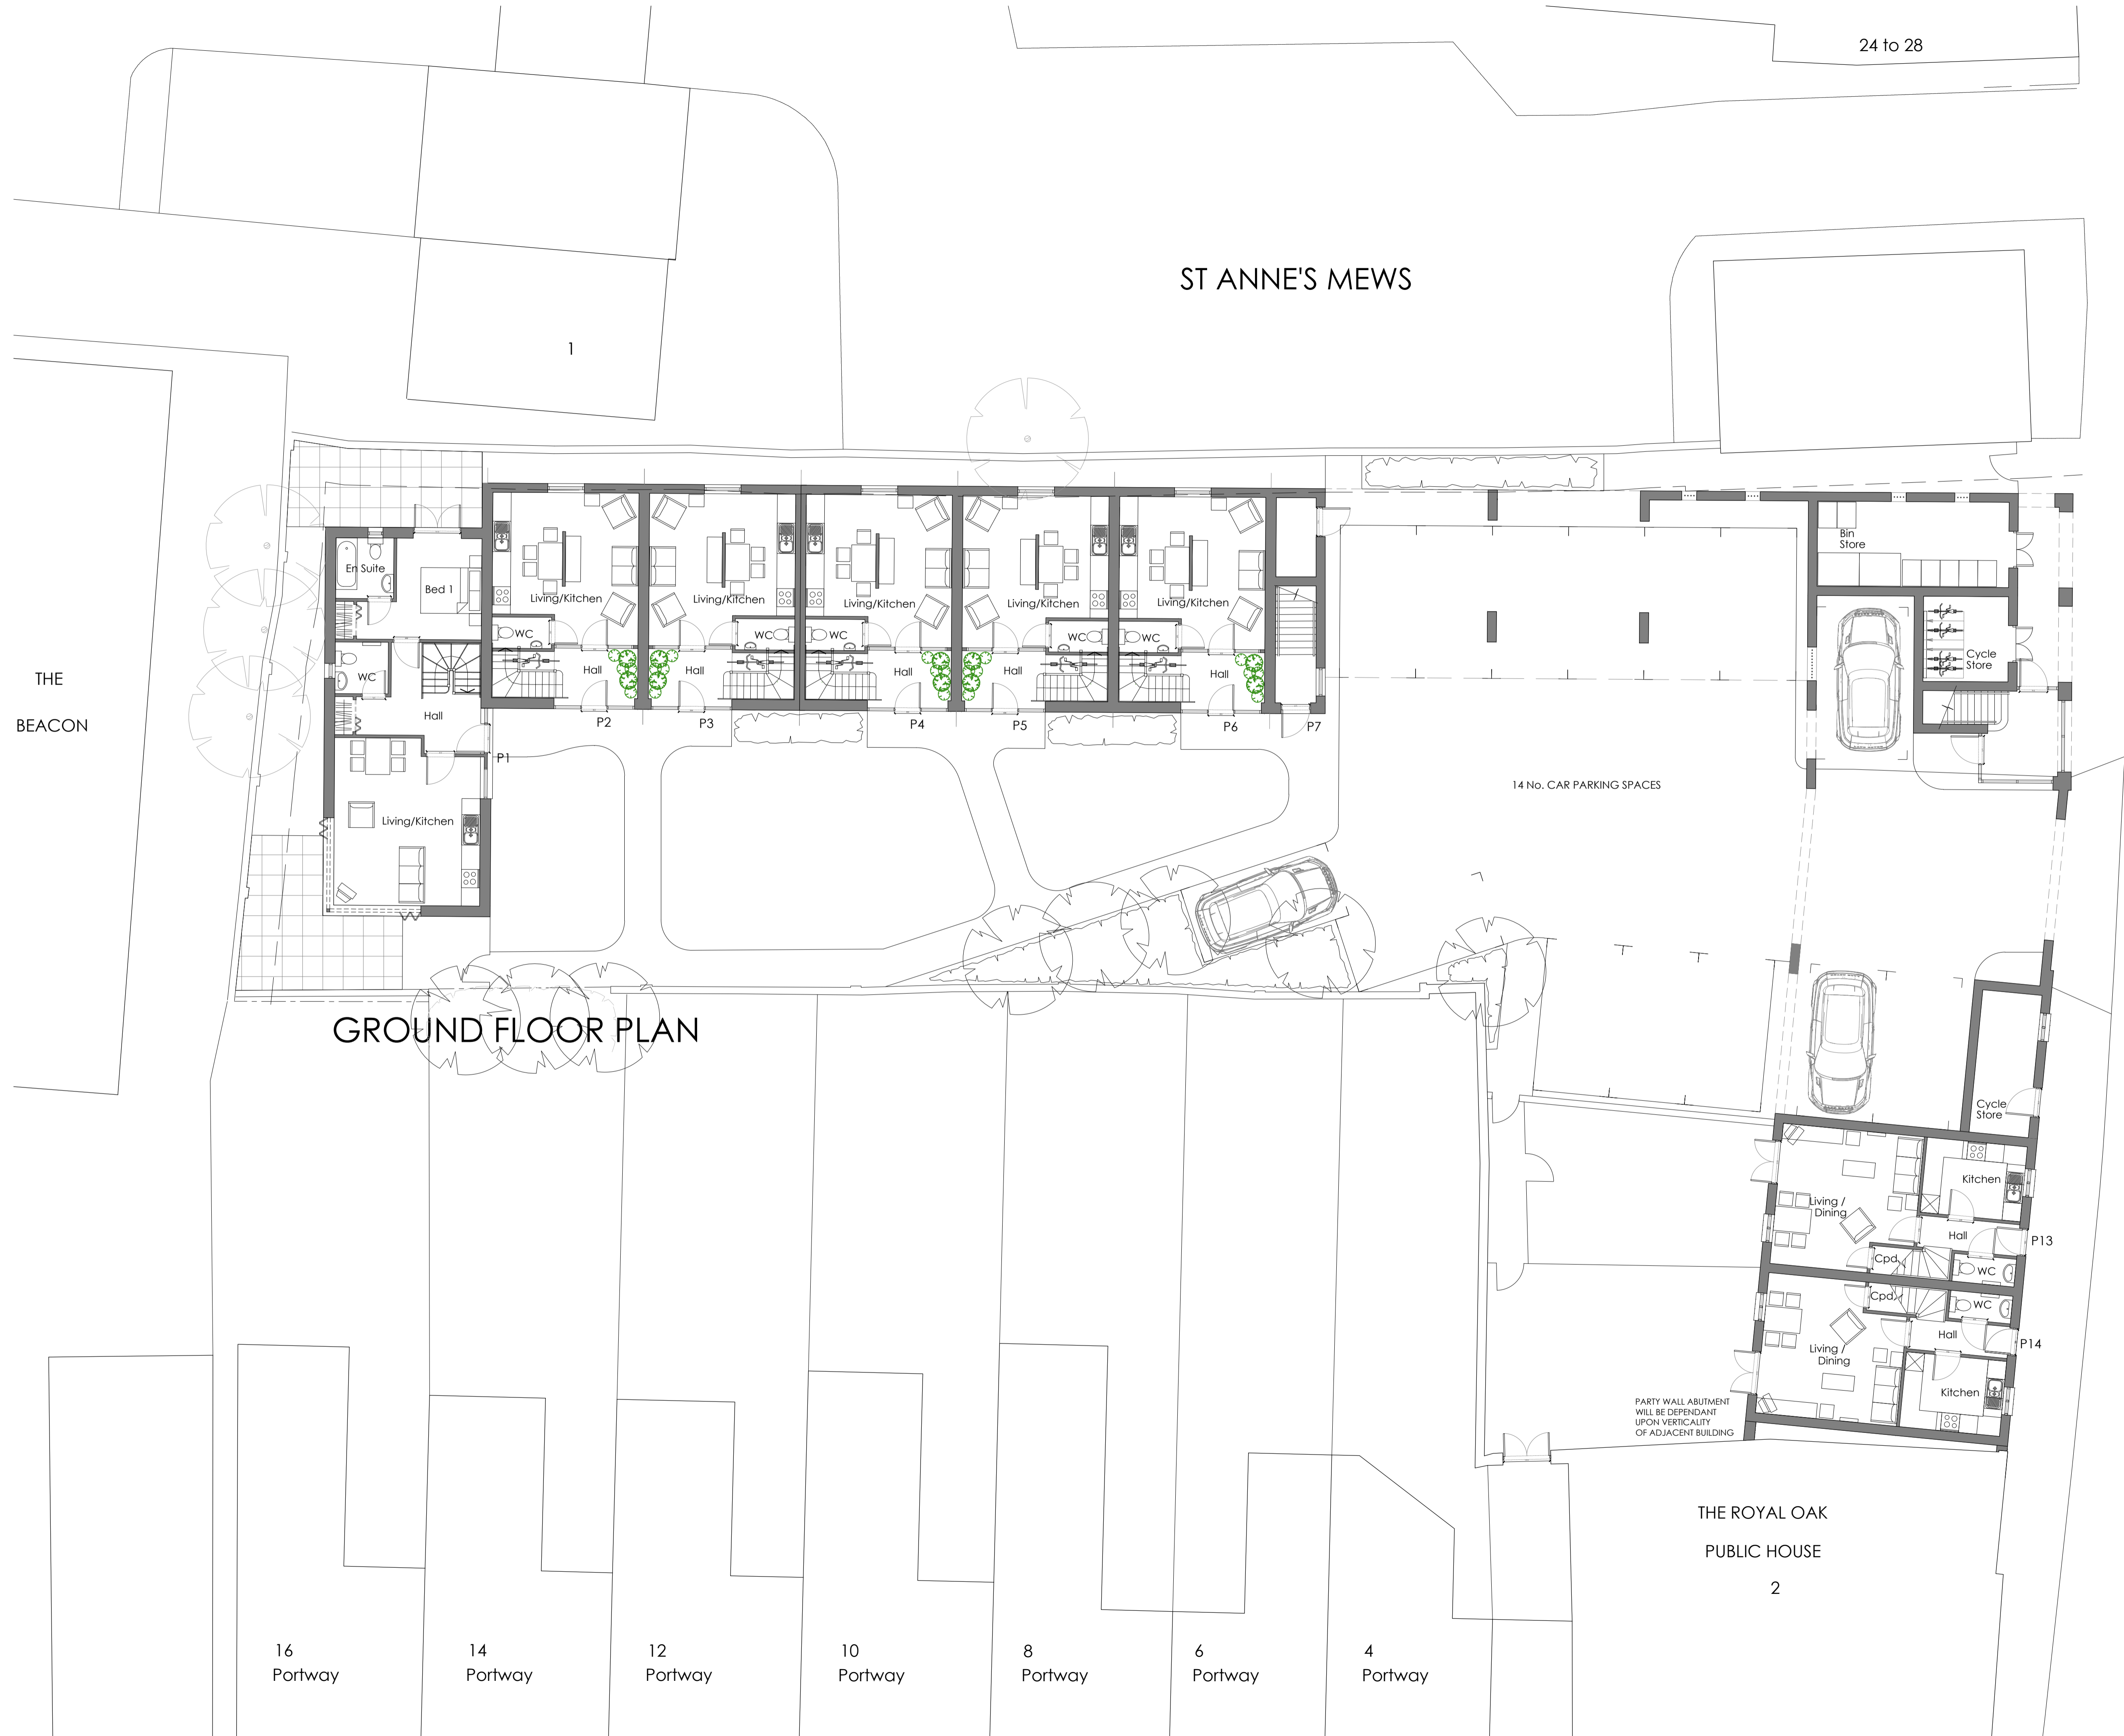 24 to 28
ST ANNE'S MEWS
1
THE
BEACON
En Suite
Bed 1
WC
Hall
P1
Living/Kitchen
Living/Kitchen
WC
Hall
P2
Living/Kitchen
WC
Hall
P3
Living/Kitchen
WC
Hall
P4
Living/Kitchen
WC
Hall
P5
Living/Kitchen
WC
Hall
P6
P7
Bin
Store
Cycle
Store
14 No. CAR PARKING SPACES
GROUND FLOOR PLAN
Cycle
Store
Kitchen
Living /
Dining
Hall
P13
Cpd
WC
Cpd
WC
Hall
P14
Living /
Dining
Kitchen
PARTY WALL ABUTMENT
WILL BE DEPENDANT
UPON VERTICALITY
OF ADJACENT BUILDING
THE ROYAL OAK
PUBLIC HOUSE
2
16
Portway
14
Portway
12
Portway
10
Portway
8
Portway
6
Portway
4
Portway